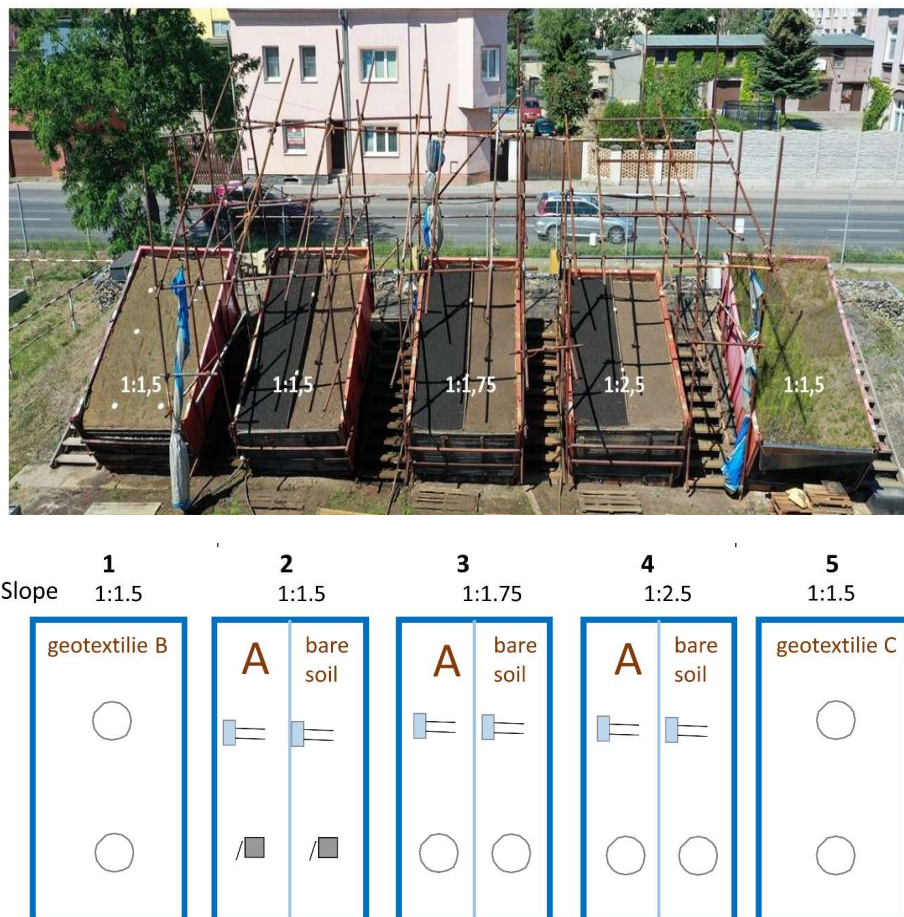 1:1,5 1:1,5 1:1,75 1:2,5 1:1,5
1 2 3 4 5
Slope 1:1.5 1:1.5 1:1.75 1:2.5 1:1.5
geotextilie B A bare A bare A bare geotextilie C
soil soil soil